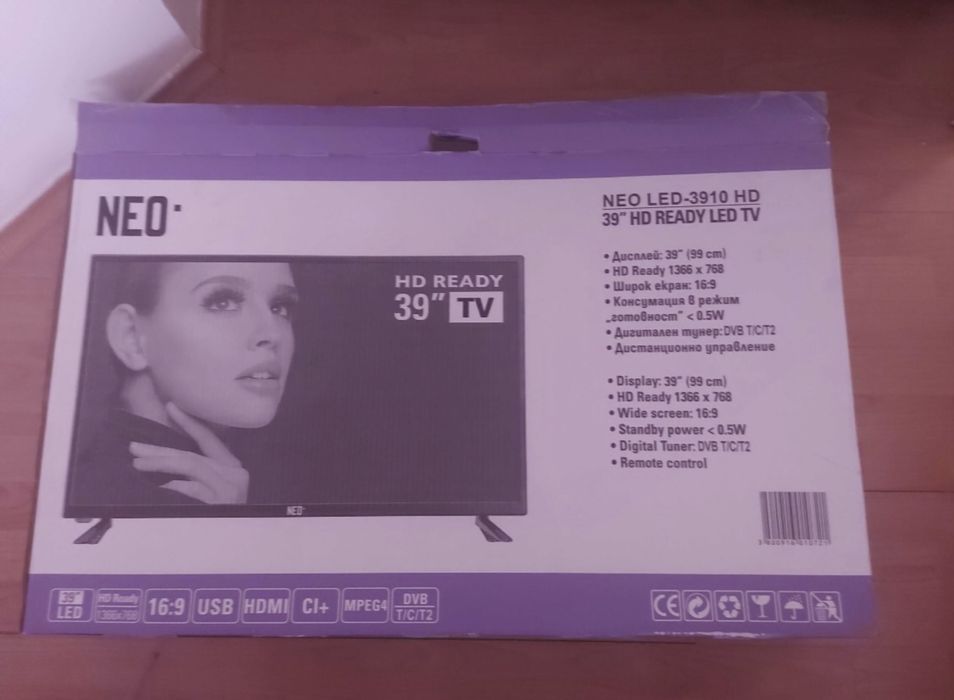 NEO
NEO LED-3910 HD
39" HD READY LED TV
• Дисплей: 39" (99 cm)
• HD Ready 1366 x 768
• Широк екран: 16:9
• Консумация в режим
„готовност" < 0.5W
• Дигитален тунер: DVB T/C/T2
• Дистанционно управление
• Display: 39" (99 cm)
• HD Ready 1366 x 768
• Wide screen: 16:9
• Standby power < 0.5W
• Digital Tuner: DVB T/C/T2
• Remote control
HD READY
39" TV
NEO
3 800916 010721
39"
LED
HD Ready
1366x768
16:9
USB
HDMI
CI+
MPEG4
DVB
T/C/T2
CE